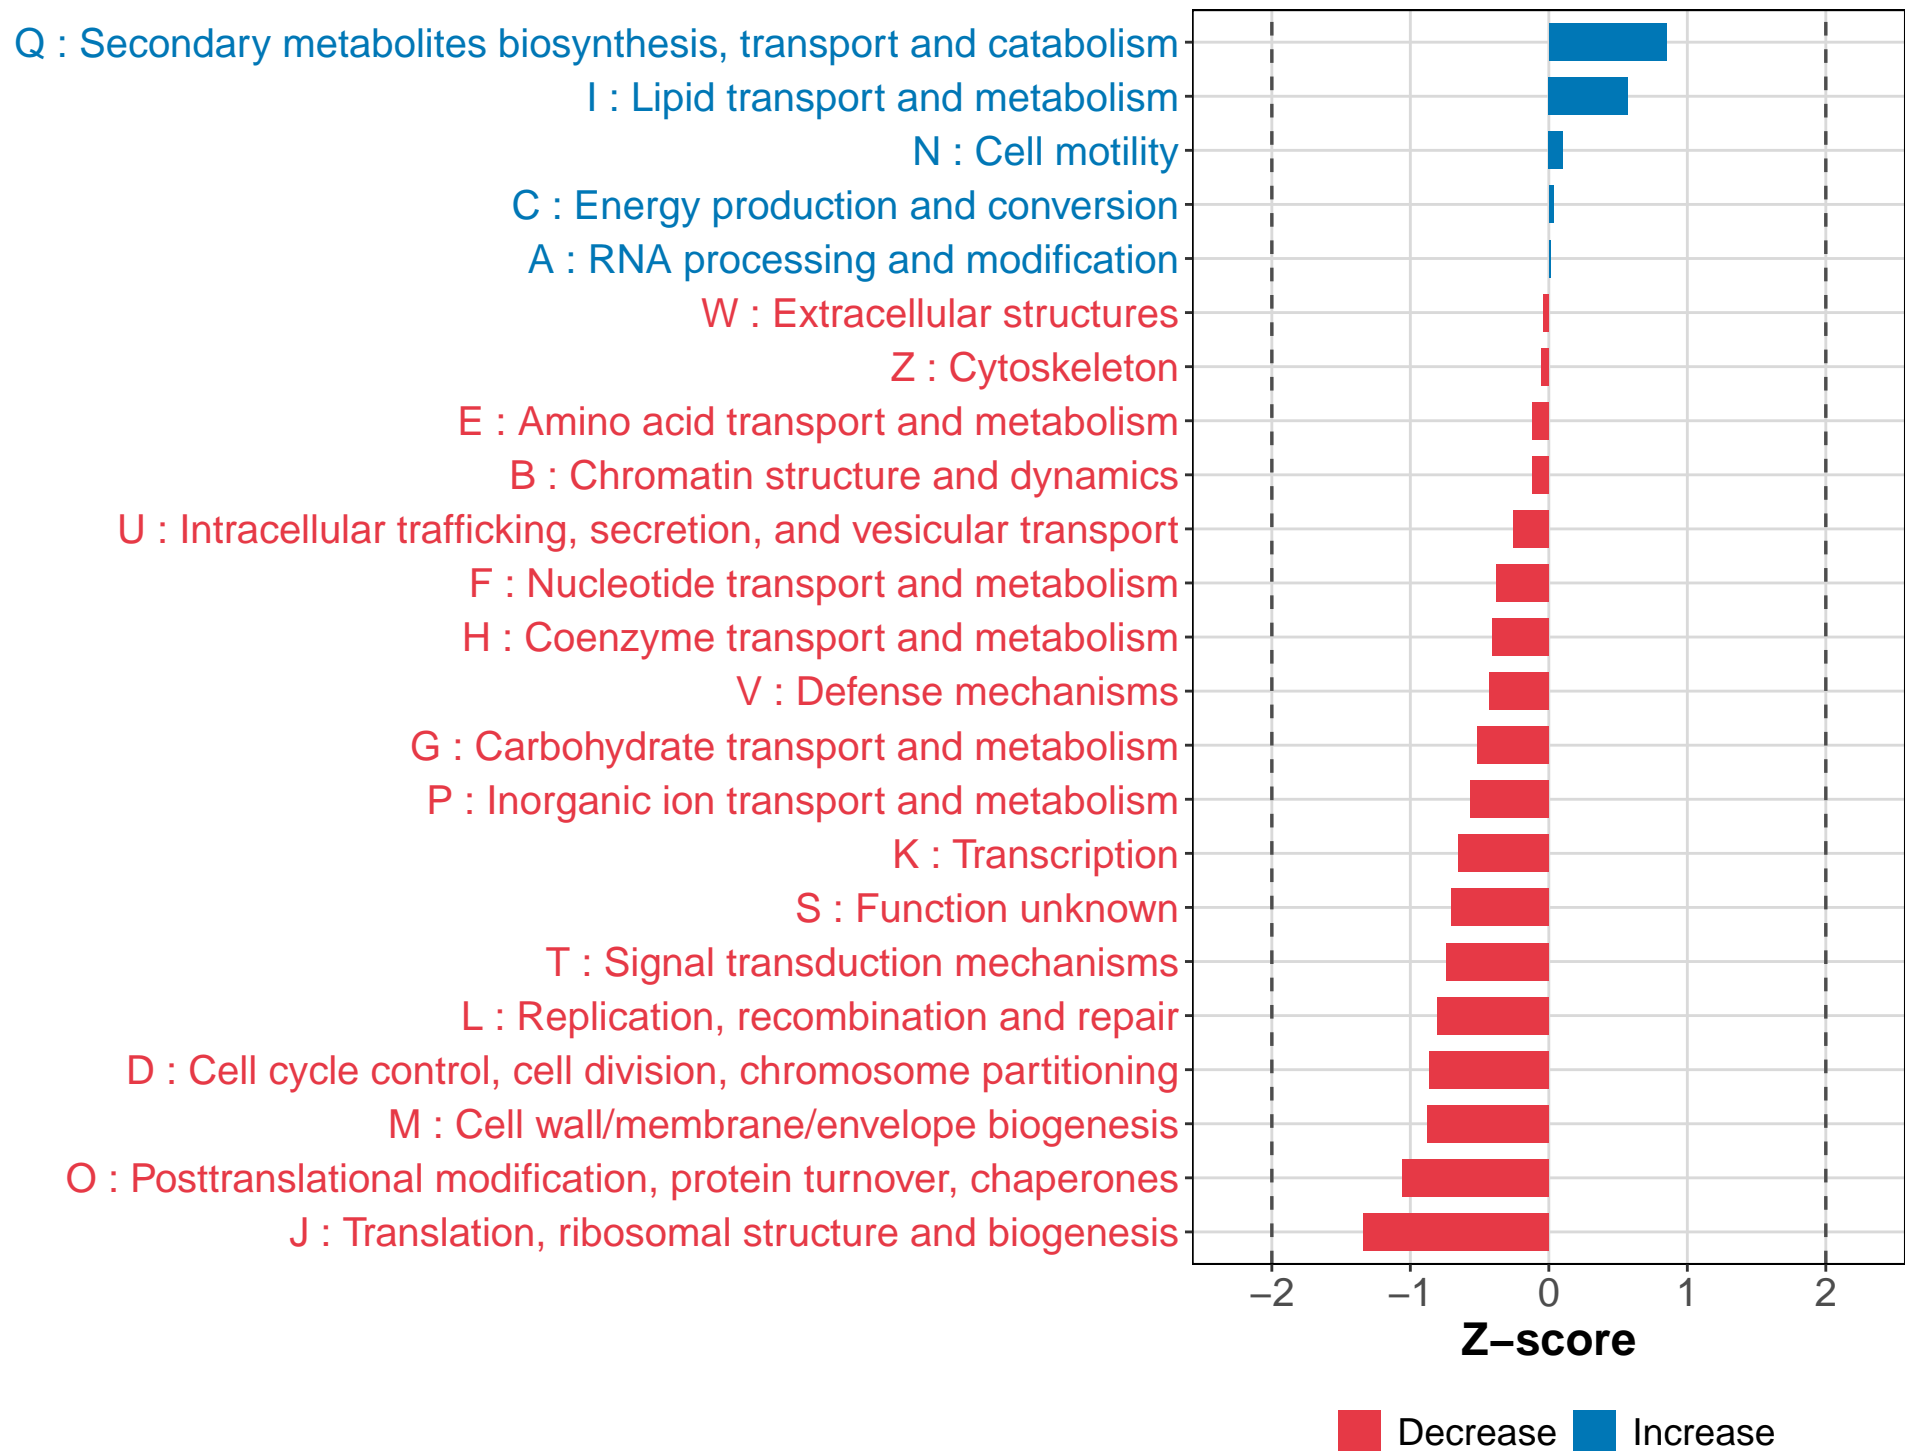 Q : Secondary metabolites biosynthesis, transport and catabolism
I : Lipid transport and metabolism
N : Cell motility
C : Energy production and conversion
A : RNA processing and modification
W : Extracellular structures
Z : Cytoskeleton
E : Amino acid transport and metabolism
B : Chromatin structure and dynamics
U : Intracellular trafficking, secretion, and vesicular transport
F : Nucleotide transport and metabolism
H : Coenzyme transport and metabolism
V : Defense mechanisms
G : Carbohydrate transport and metabolism
P : Inorganic ion transport and metabolism
K : Transcription
S : Function unknown
T : Signal transduction mechanisms
L : Replication, recombination and repair
D : Cell cycle control, cell division, chromosome partitioning
M : Cell wall/membrane/envelope biogenesis
O : Posttranslational modification, protein turnover, chaperones
J : Translation, ribosomal structure and biogenesis
−2 −1 0 1 2
Z−score
Decrease Increase